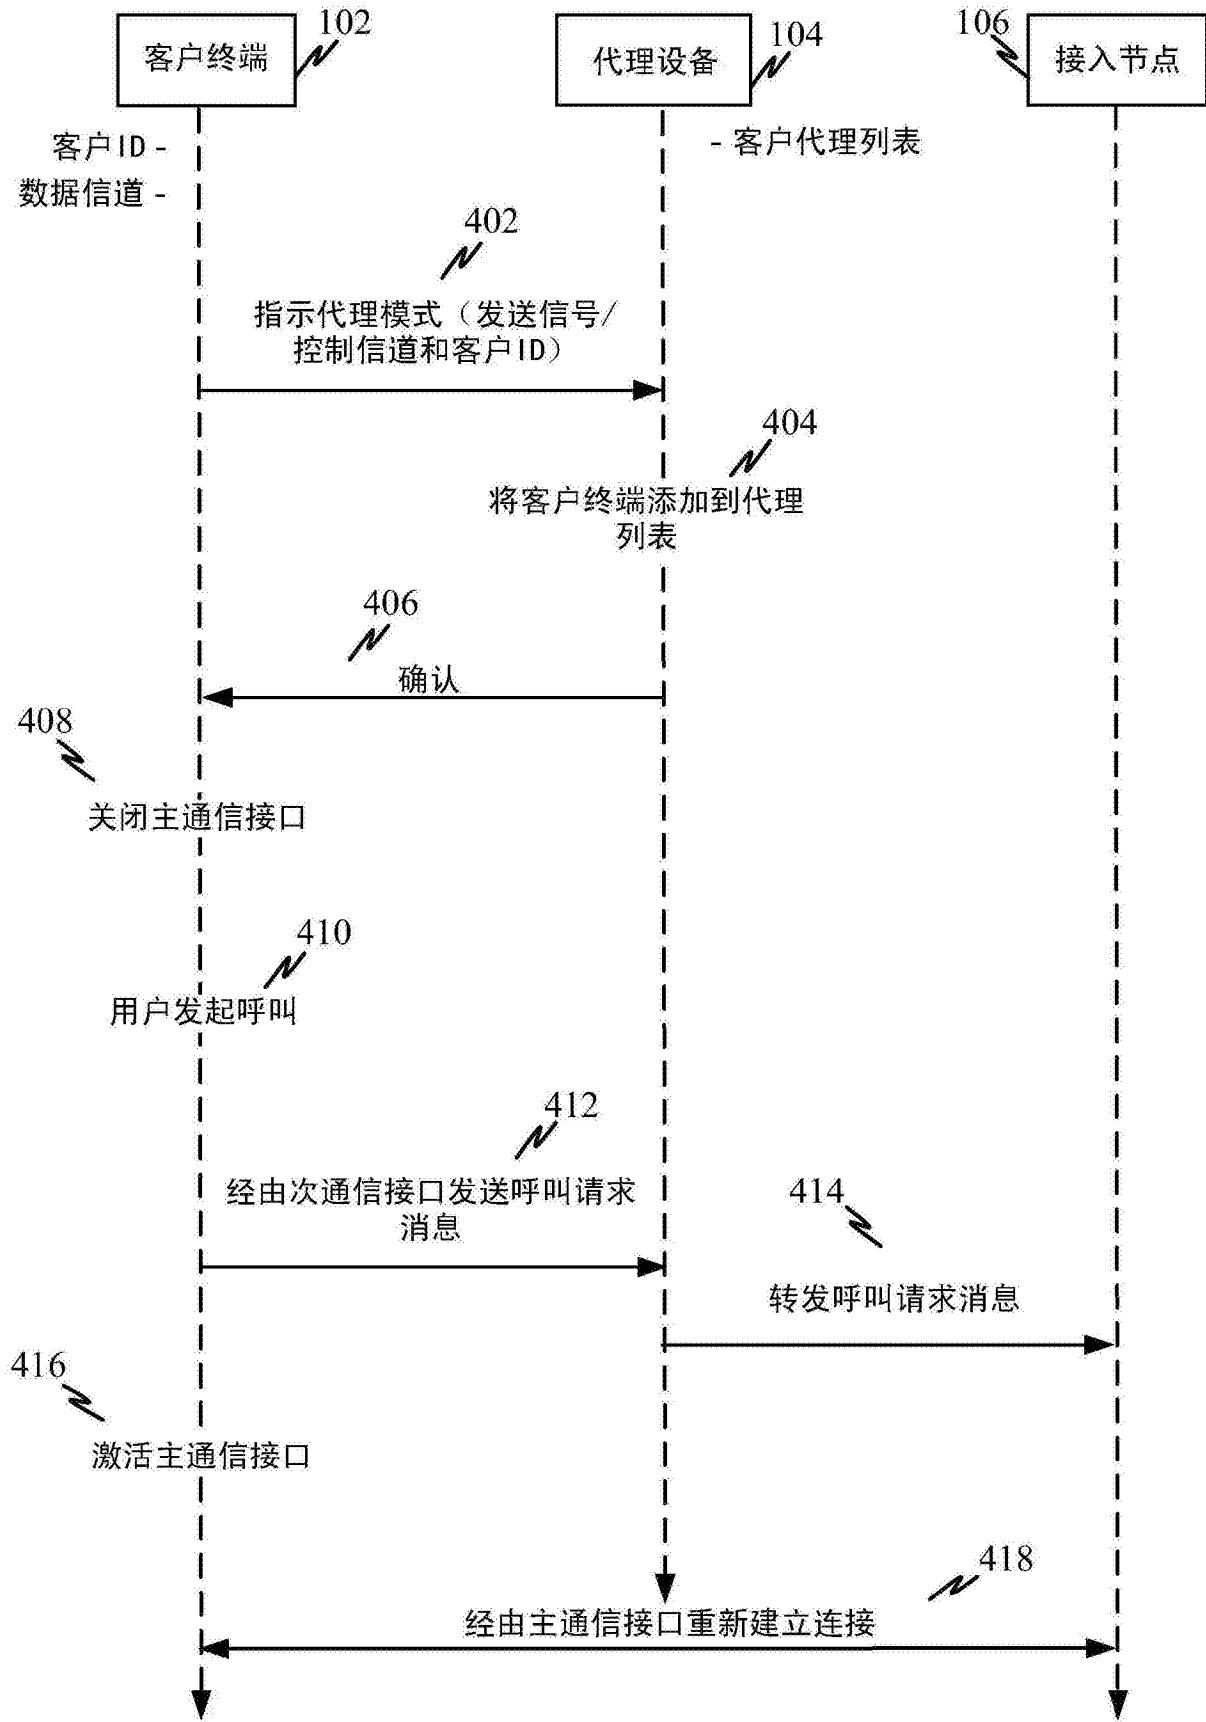 客户终端
102
代理设备
104
106
接入节点
客户ID -
数据信道 -
- 客户代理列表
402
指示代理模式（发送信号/
控制信道和客户ID）
404
将客户终端添加到代理
列表
406
确认
408
关闭主通信接口
410
用户发起呼叫
412
经由次通信接口发送呼叫请求
消息
414
转发呼叫请求消息
416
激活主通信接口
418
经由主通信接口重新建立连接